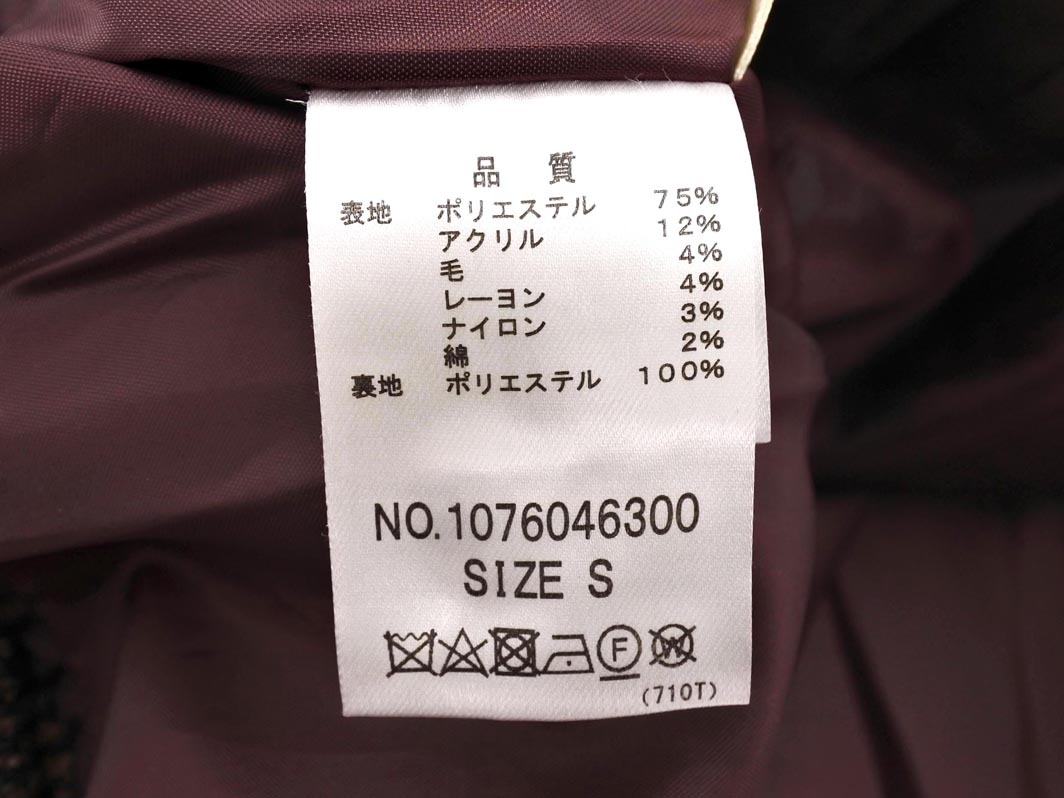 品 質
表地 ポリエステル 75%
アクリル 12%
毛 4%
レーヨン 4%
ナイロン 3%
綿 2%
裏地 ポリエステル 100%
NO.1076046300
SIZE S
F W
(710T)